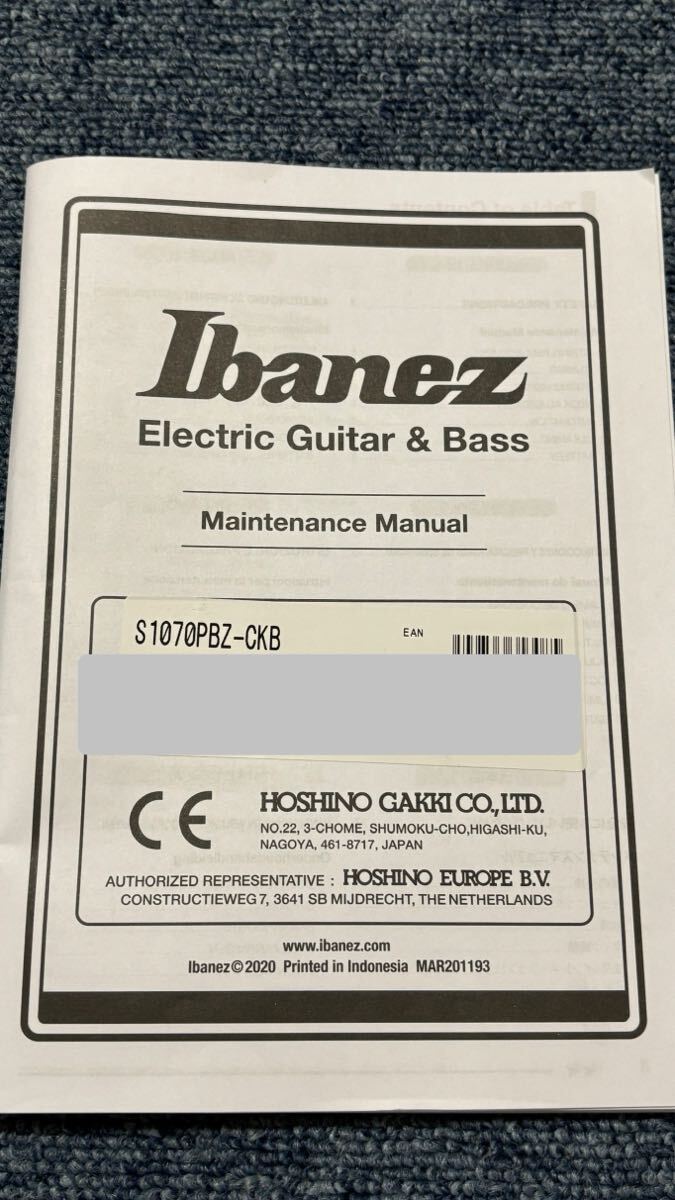 Ibanez
Electric Guitar & Bass
Maintenance Manual
S1070PBZ-CKB
EAN
CE
HOSHINO GAKKI CO.,LTD.
NO.22, 3-CHOME, SHUMOKU-CHO,HIGASHI-KU,
NAGOYA, 461-8717, JAPAN
AUTHORIZED REPRESENTATIVE : HOSHINO EUROPE B.V.
CONSTRUCTIEWEG 7, 3641 SB MIJDRECHT, THE NETHERLANDS
www.ibanez.com
Ibanez©2020 Printed in Indonesia MAR201193